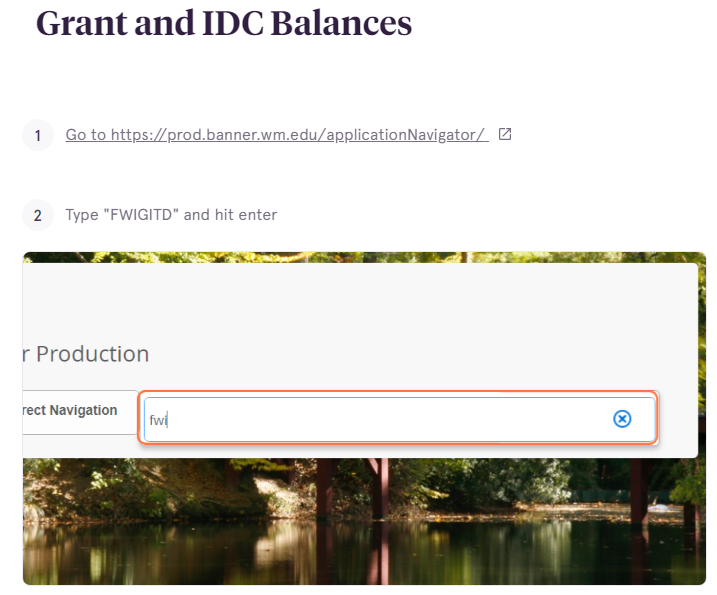 Grant and IDC Balances
1
Go to https://prod.banner.wm.edu/applicationNavigator/
2
Type "FWIGITD" and hit enter
r Production
rect Navigation
fwi